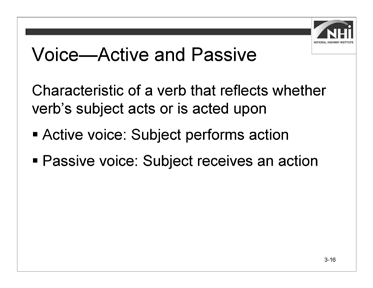 NHI
NATIONAL HIGHWAY INSTITUTE
Voice—Active and Passive
Characteristic of a verb that reflects whether
verb's subject acts or is acted upon
▪ Active voice: Subject performs action
▪ Passive voice: Subject receives an action
3-16